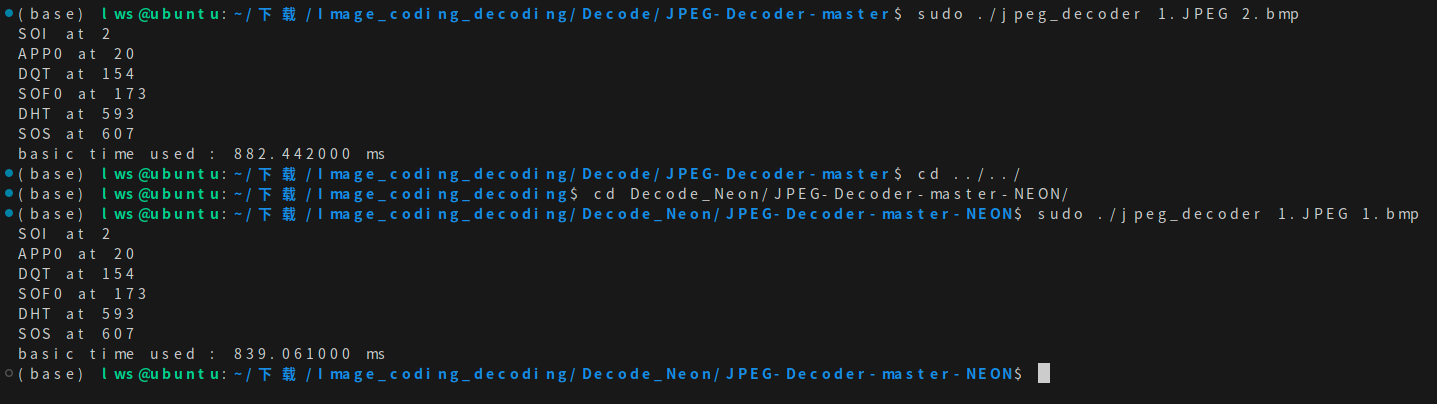 (base) lws@ubuntu:~/下载/Image_coding_decoding/Decode/JPEG-Decoder-master$ sudo ./jpeg_decoder 1.JPEG 2.bmp
SOI at 2
APP0 at 20
DQT at 154
SOF0 at 173
DHT at 593
SOS at 607
basic time used : 882.442000 ms
(base) lws@ubuntu:~/下载/Image_coding_decoding/Decode/JPEG-Decoder-master$ cd ../../
(base) lws@ubuntu:~/下载/Image_coding_decoding$ cd Decode_Neon/JPEG-Decoder-master-NEON/
(base) lws@ubuntu:~/下载/Image_coding_decoding/Decode_Neon/JPEG-Decoder-master-NEON$ sudo ./jpeg_decoder 1.JPEG 1.bmp
SOI at 2
APP0 at 20
DQT at 154
SOF0 at 173
DHT at 593
SOS at 607
basic time used : 839.061000 ms
(base) lws@ubuntu:~/下载/Image_coding_decoding/Decode_Neon/JPEG-Decoder-master-NEON$